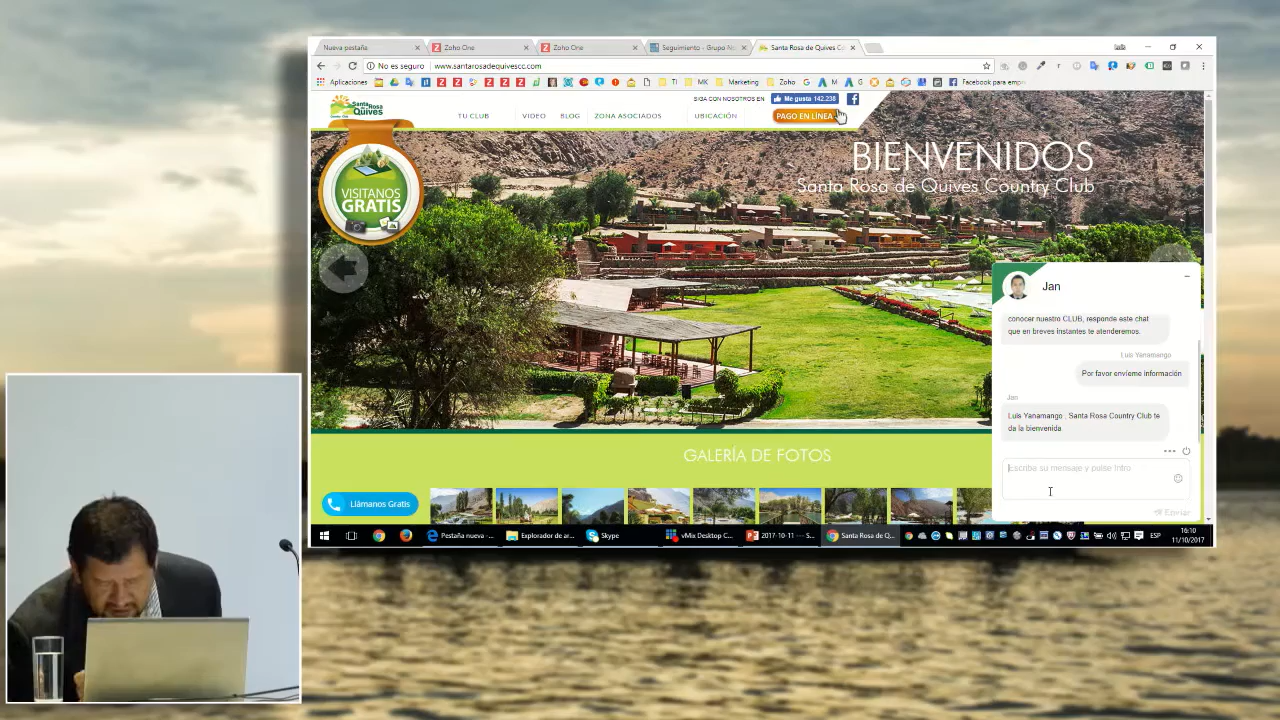 Nueva pestaña
Zoho One
Zoho One
Seguimiento - Grupo
Santa Rosa de Quives
No es seguro
www.santarosadequivescc.com
Aplicaciones
TI
MK
Marketing
Zoho
Facebook para
SIGA CON NOSOTROS EN
Me gusta 142.238
Santa Rosa
Quives
TU CLUB
VIDEO
BLOG
ZONA ASOCIADOS
UBICACIÓN
PAGO EN LÍNEA
BIENVENIDOS
Santa Rosa de Quives Country Club
VISITANOS
GRATIS
Jan
conocer nuestro CLUB, responde este chat
que en breves instantes te atenderemos.
Luis Yanamango
Por favor envíeme información
Jan
Luis Yanamango , Santa Rosa Country Club te
da la bienvenida
Escriba su mensaje y pulse Intro
Enviar
GALERÍA DE FOTOS
Llámanos Gratis
Pestaña nueva -
Explorador de ar...
Skype
vMix Desktop C...
2017-10-11 --- S...
Santa Rosa de Q...
ESP
16:10
11/10/2017